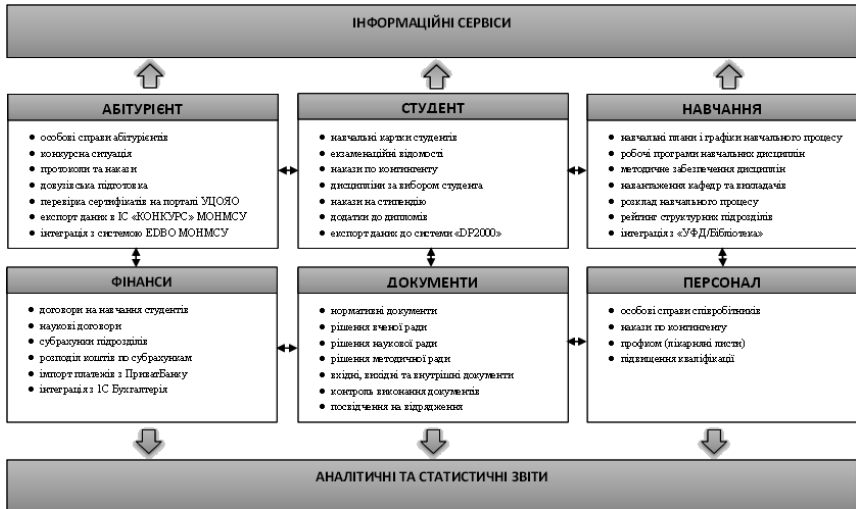 ІНФОРМАЦІЙНІ СЕРВІСИ
АБІТУРІЄНТ
• особові справи абітурієнтів
• конкурсна ситуація
• протоколи та накази
• довузівська підготовка
• перевірка сертифікатів на порталі УЦОЯО
• експорт даних в ІС «КОНКУРС» МОНМСУ
• інтеграція з системою EDBO МОНМСУ
СТУДЕНТ
• навчальні картки студентів
• екзаменаційні відомості
• накази по контингенту
• дисципліни за вибором студента
• накази на стипендію
• додатки до дипломів
• експорт даних до системи «DP2000»
НАВЧАННЯ
• навчальні плани і графіки навчального процесу
• робочі програми навчальних дисциплін
• методичне забезпечення дисциплін
• навантаження кафедр та викладачів
• розклад навчального процесу
• рейтинг структурних підрозділів
• інтеграція з «УФД/Бібліотека»
ФІНАНСИ
• договори на навчання студентів
• наукові договори
• субрахунки підрозділів
• розподіл коштів по субрахункам
• імпорт платежів з ПриватБанку
• інтеграція з 1С Бухгалтерія
ДОКУМЕНТИ
• нормативні документи
• рішення вченої ради
• рішення наукової ради
• рішення методичної ради
• вхідні, вихідні та внутрішні документи
• контроль виконання документів
• посвідчення на відрядження
ПЕРСОНАЛ
• особові справи співробітників
• накази по контингенту
• профком (лікарняні листи)
• підвищення кваліфікації
АНАЛІТИЧНІ ТА СТАТИСТИЧНІ ЗВІТИ